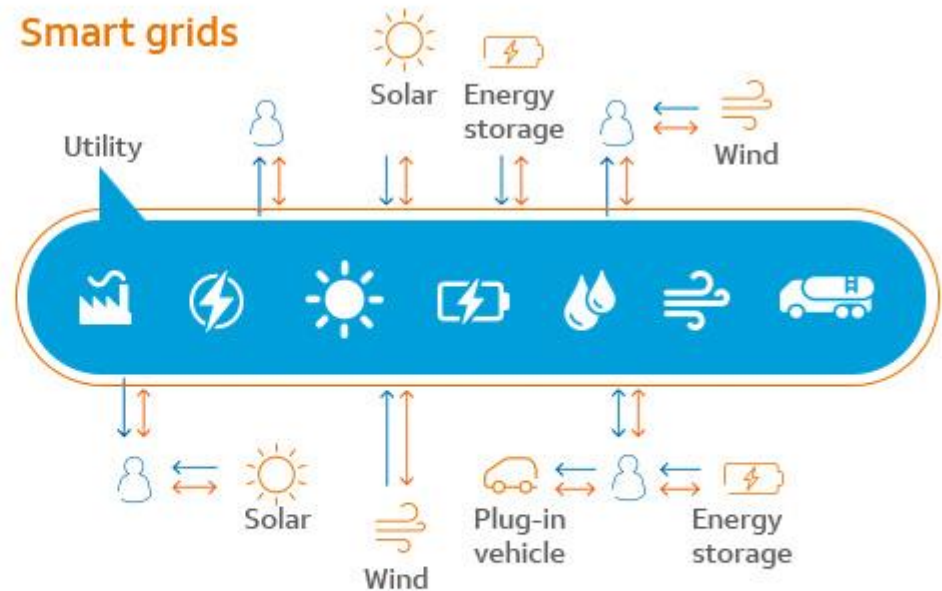 Smart grids
Solar
Energy
storage
Utility
Wind
Solar
Wind
Plug-in
vehicle
Energy
storage